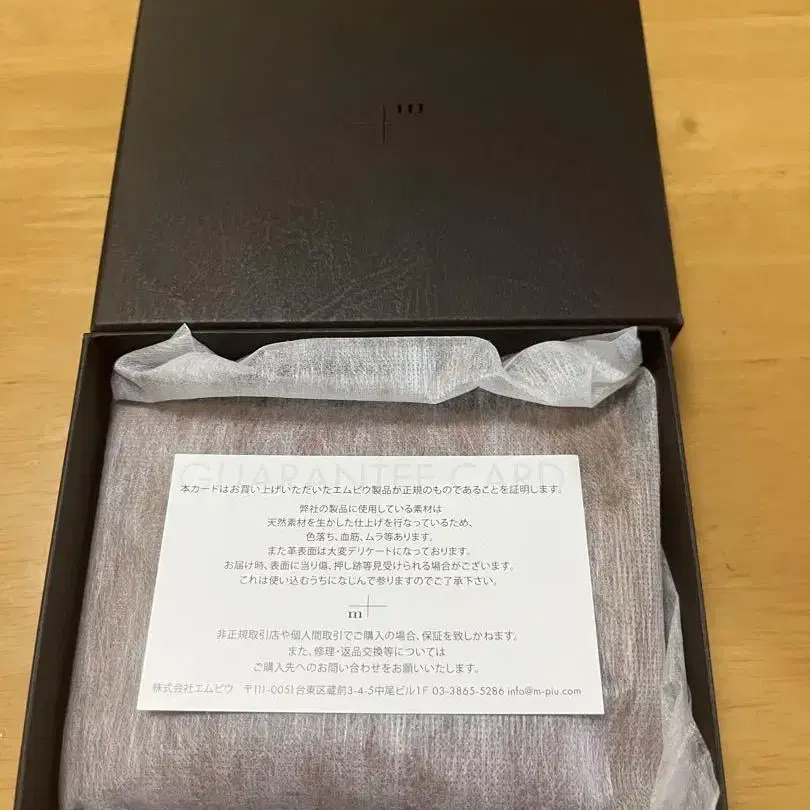 m
GUARANTEE CARD
本カードはお買い上げいただいたエムピウ製品が正規のものであることを証明します。
弊社の製品に使用している素材は
天然素材を生かした仕上げを行なっているため、
色落ち、血筋、ムラ等あります。
また革表面は大変デリケートになっております。
お届け時、表面に当り傷、押し跡等見受けられる場合がございます。
これは使い込むうちになじんで参りますのでご了承下さい。
m+
非正規取引店や個人間取引でご購入の場合、保証を致しかねます。
また、修理・返品交換等については
ご購入先へのお問い合わせをお願いいたします。
株式会社エムピウ 〒111-0051台東区蔵前3-4-5中尾ビル1F 03-3865-5286 info@m-piu.com